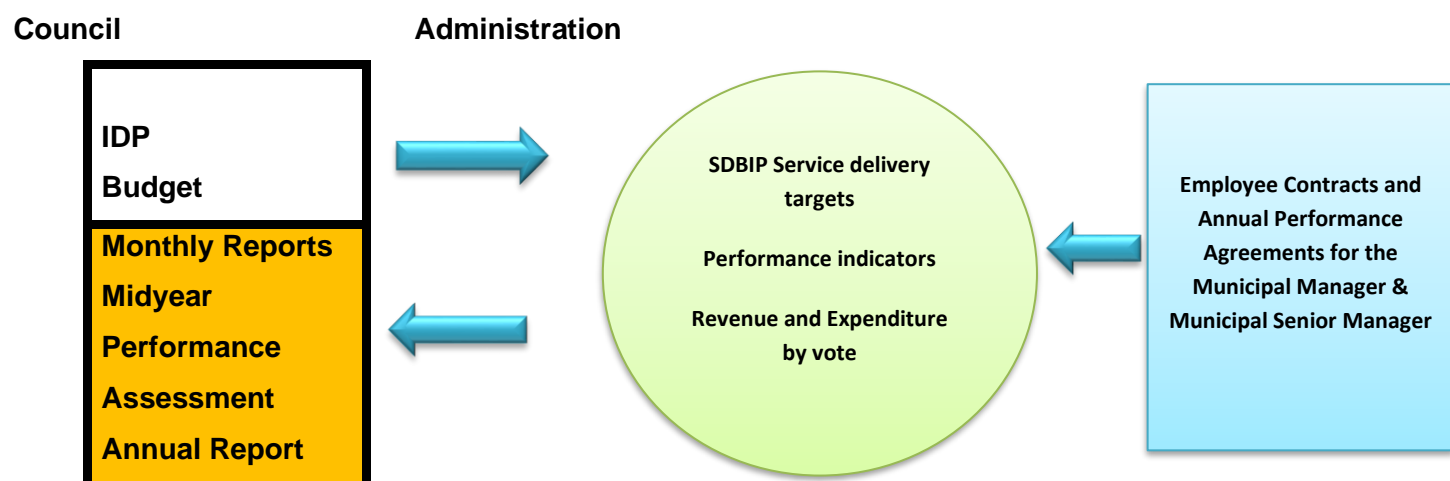 Council
Administration
IDP
Budget
Monthly Reports
Midyear
Performance
Assessment
Annual Report
SDBIP Service delivery
targets
Performance indicators
Revenue and Expenditure
by vote
Employee Contracts and
Annual Performance
Agreements for the
Municipal Manager &
Municipal Senior Manager